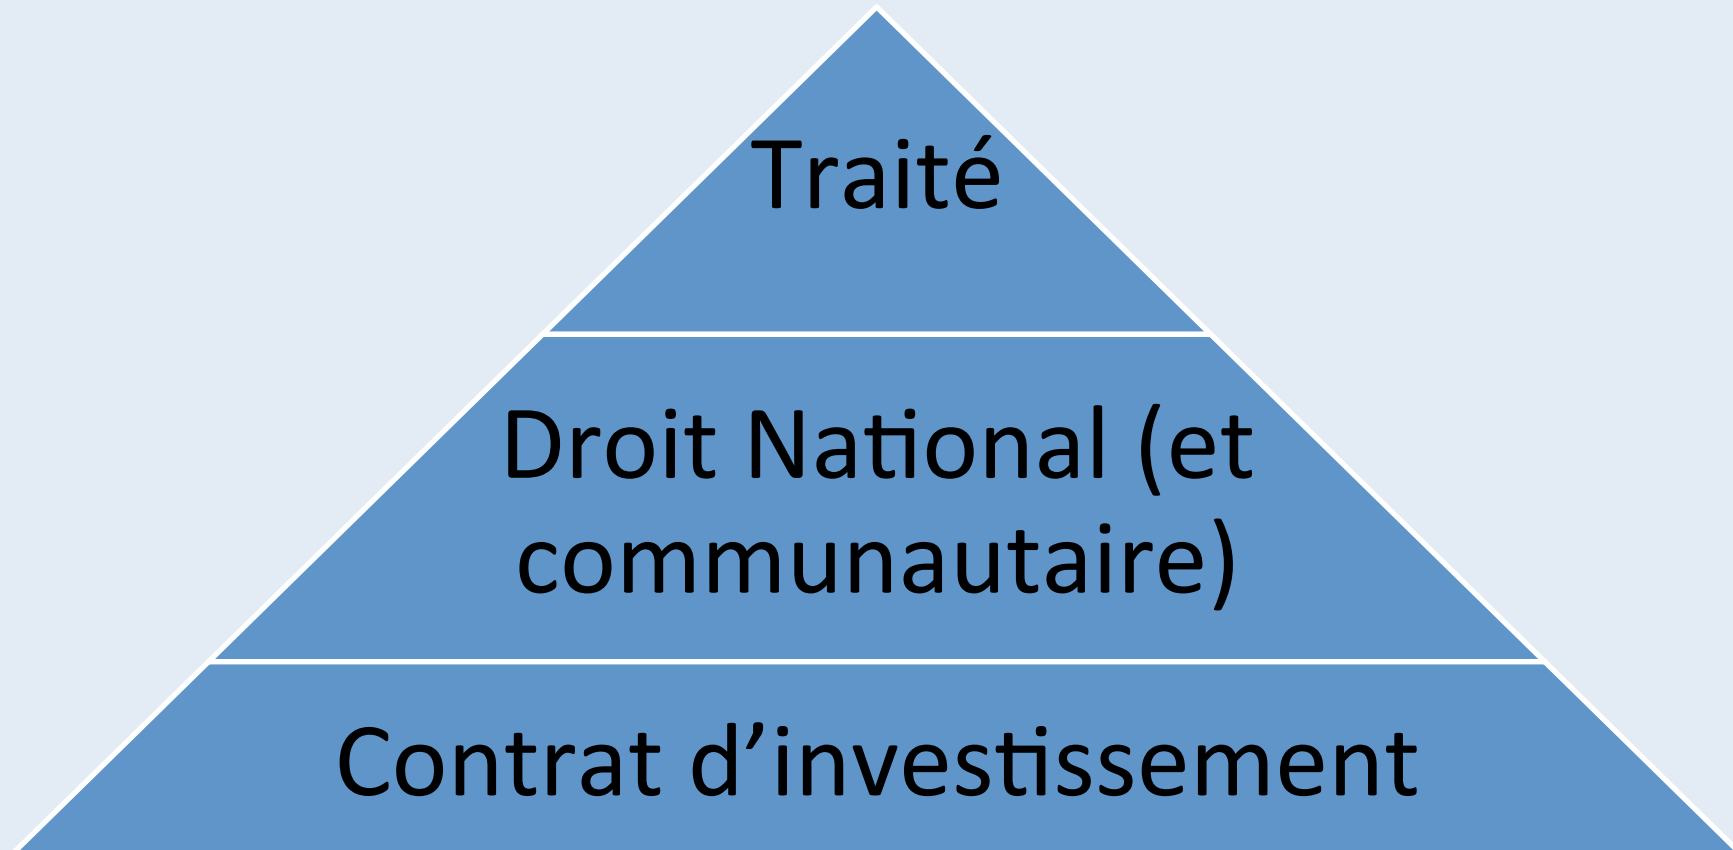 Traité
Droit National (et
communautaire)
Contrat d’investissement